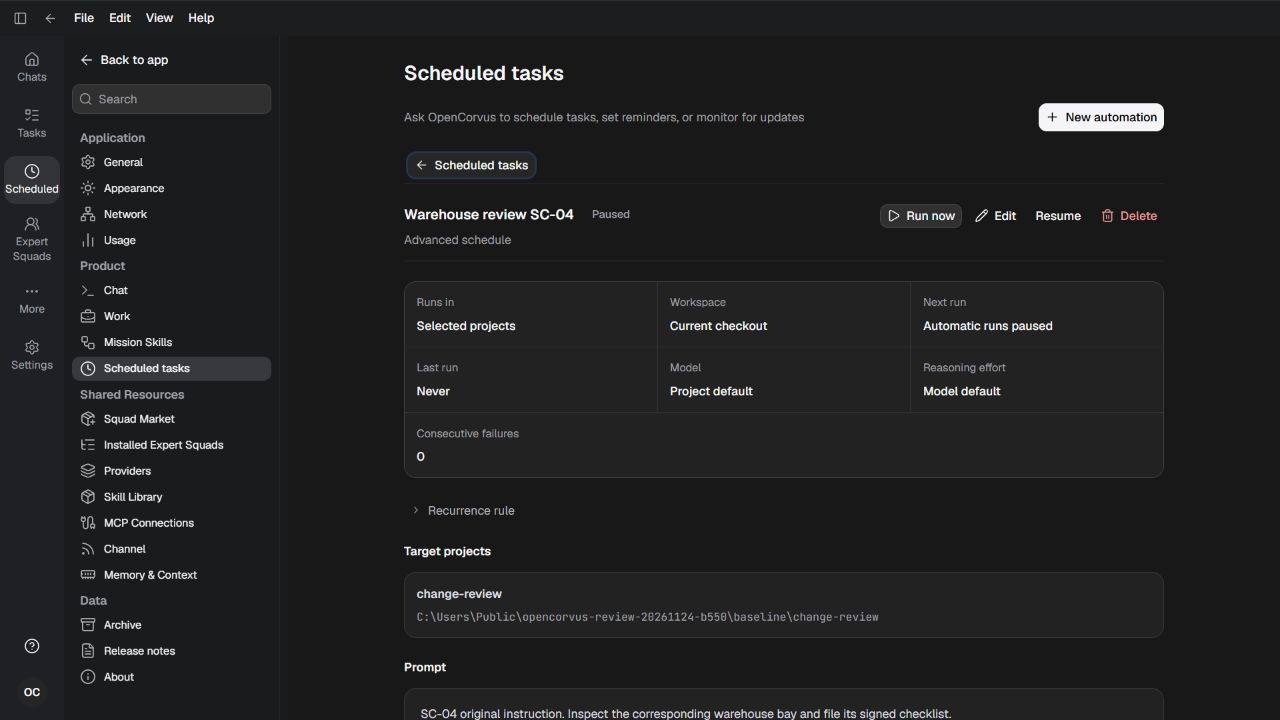 File Edit View Help
Chats
Tasks
Scheduled
Expert
Squads
More
Settings
OC
Back to app
Search
Application
General
Appearance
Network
Usage
Product
Chat
Work
Mission Skills
Scheduled tasks
Shared Resources
Squad Market
Installed Expert Squads
Providers
Skill Library
MCP Connections
Channel
Memory & Context
Data
Archive
Release notes
About
Scheduled tasks
Ask OpenCorvus to schedule tasks, set reminders, or monitor for updates
New automation
Scheduled tasks
Warehouse review SC-04 Paused
Run now Edit Resume Delete
Advanced schedule
Runs in
Selected projects
Workspace
Current checkout
Next run
Automatic runs paused
Last run
Never
Model
Project default
Reasoning effort
Model default
Consecutive failures
0
Recurrence rule
Target projects
change-review
C:\Users\Public\opencorvus-review-20261124-b550\baseline\change-review
Prompt
SC-04 original instruction. Inspect the corresponding warehouse bay and file its signed checklist.